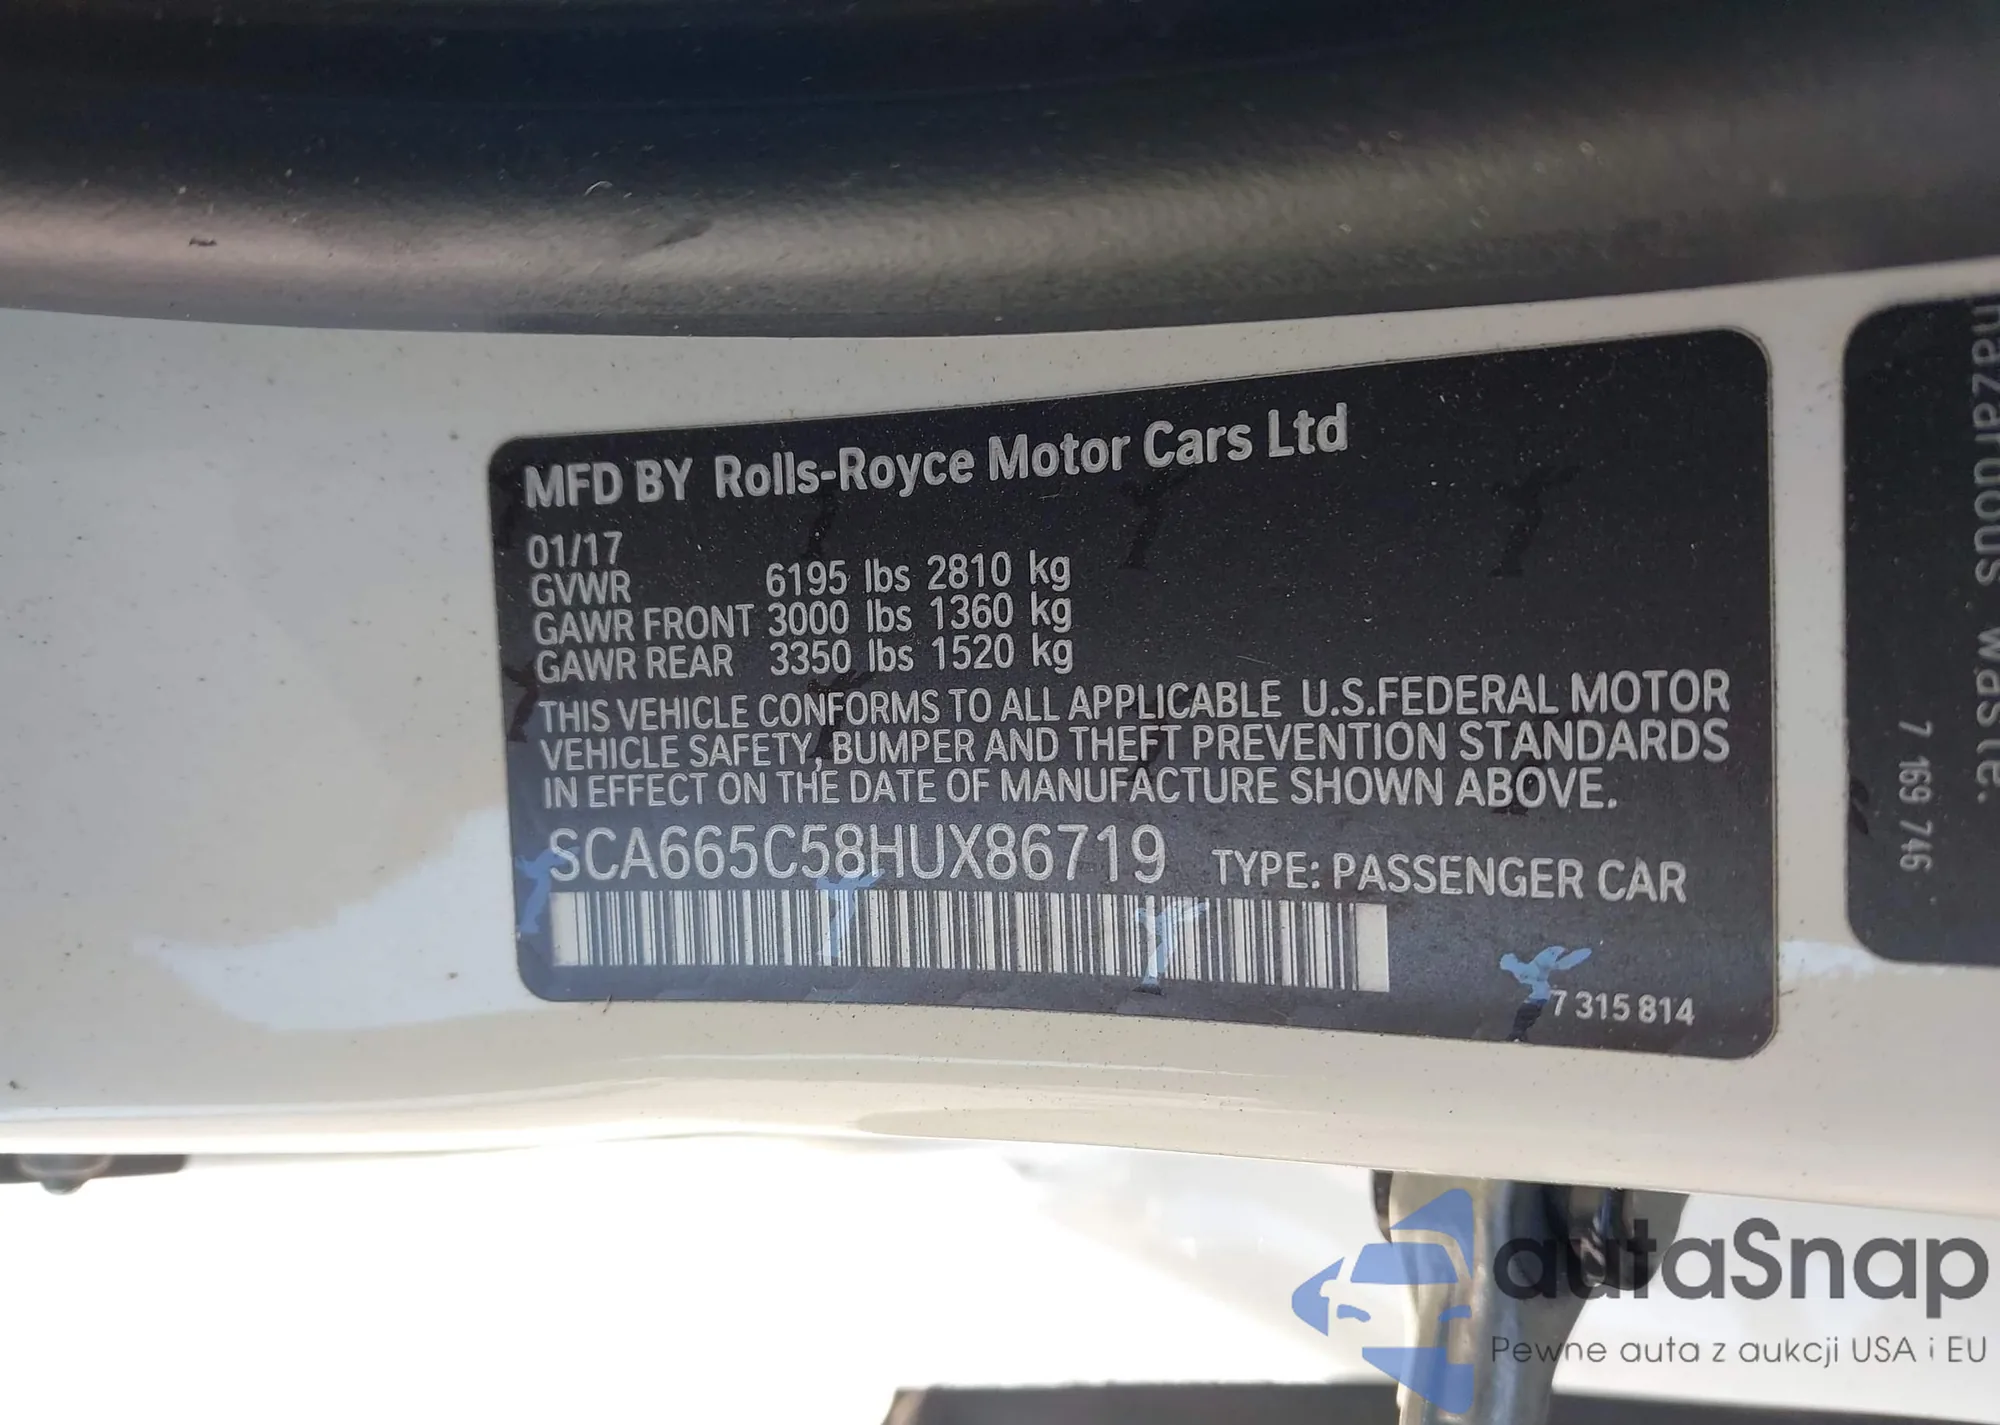 MFD BY Rolls-Royce Motor Cars Ltd
01/17
GVWR 6195 lbs 2810 kg
GAWR FRONT 3000 lbs 1360 kg
GAWR REAR 3350 lbs 1520 kg
THIS VEHICLE CONFORMS TO ALL APPLICABLE U.S.FEDERAL MOTOR
VEHICLE SAFETY, BUMPER AND THEFT PREVENTION STANDARDS
IN EFFECT ON THE DATE OF MANUFACTURE SHOWN ABOVE.
SCA665C58HUX86719 TYPE: PASSENGER CAR
7 315 814
hazardous waste.
7 169 746
autaSnap
Pewne auta z aukcji USA i EU